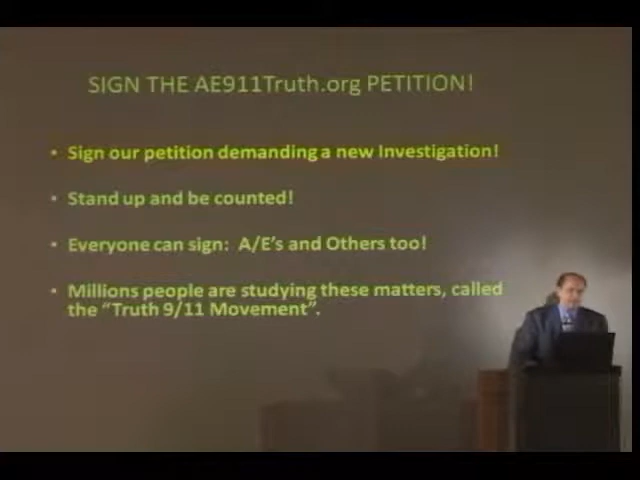 SIGN THE AE911Truth.org PETITION!
• Sign our petition demanding a new Investigation!
• Stand up and be counted!
• Everyone can sign: A/E's and Others too!
• Millions people are studying these matters, called
the "Truth 9/11 Movement".